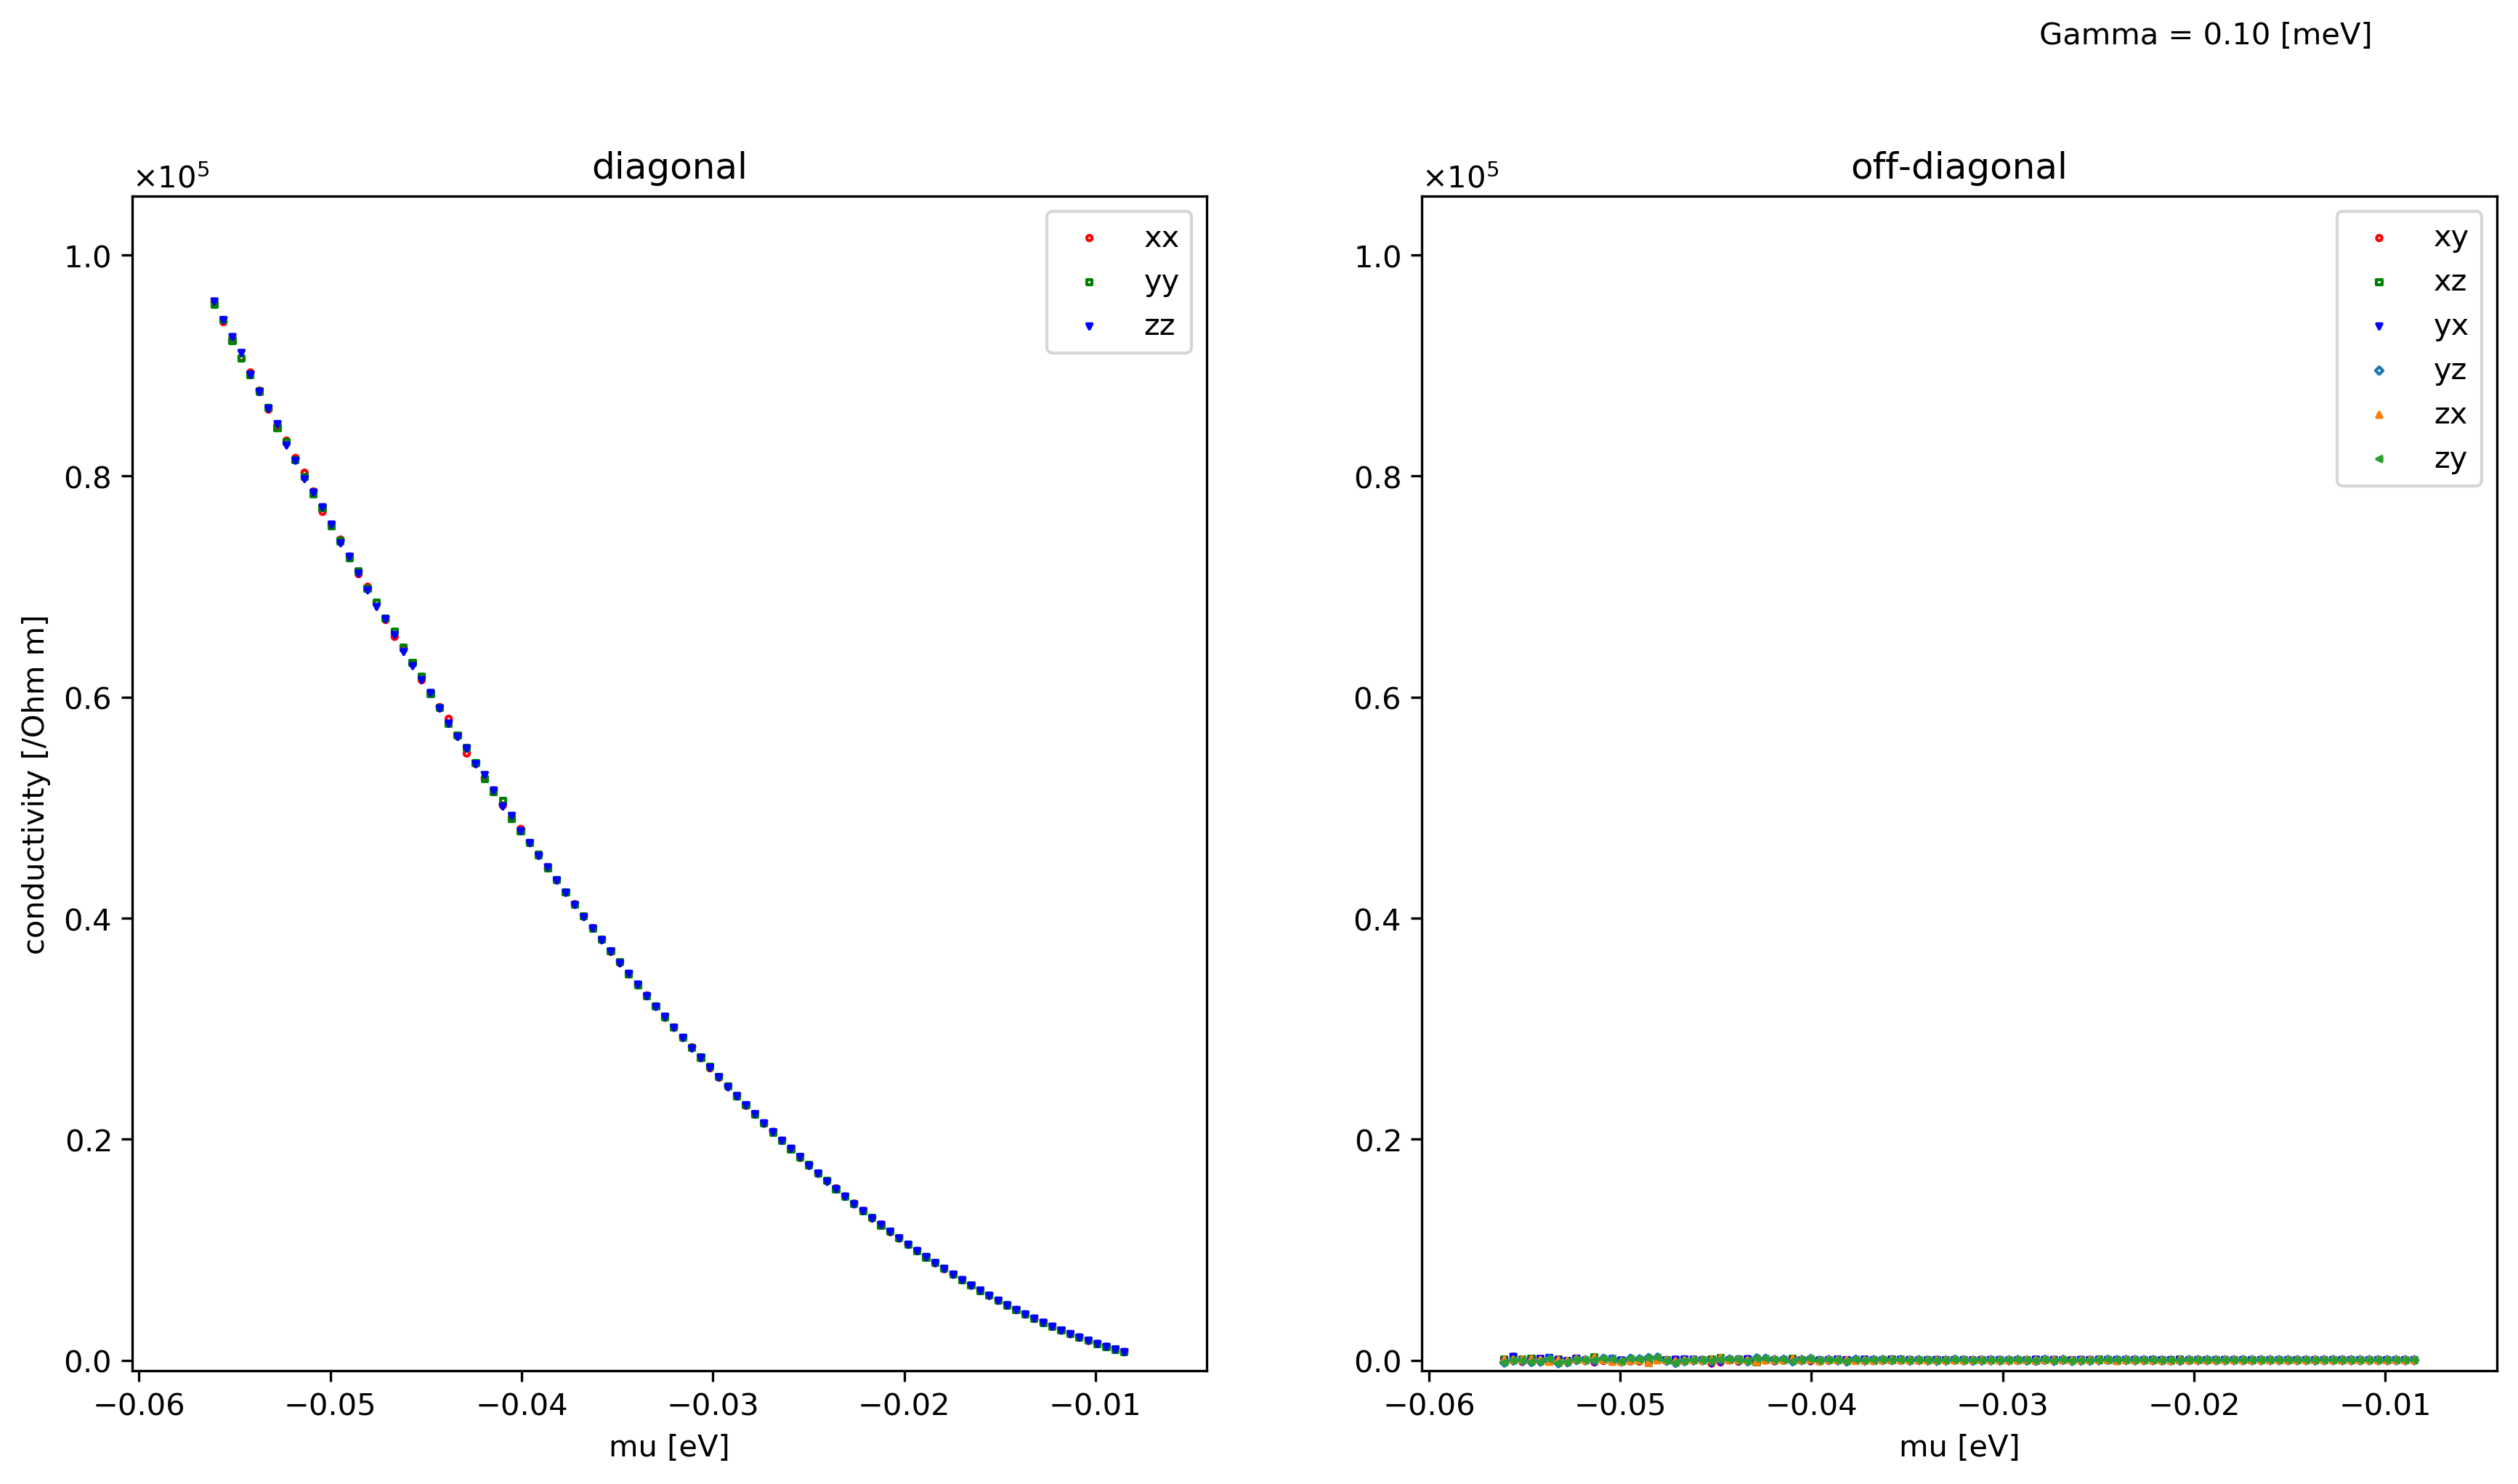 Gamma = 0.10 [meV]
diagonal
×10⁵
1.0
0.8
0.6
0.4
0.2
0.0
conductivity [/Ohm m]
xx
yy
zz
−0.06
−0.05
−0.04
−0.03
−0.02
−0.01
mu [eV]
off-diagonal
×10⁵
1.0
0.8
0.6
0.4
0.2
0.0
xy
xz
yx
yz
zx
zy
−0.06
−0.05
−0.04
−0.03
−0.02
−0.01
mu [eV]